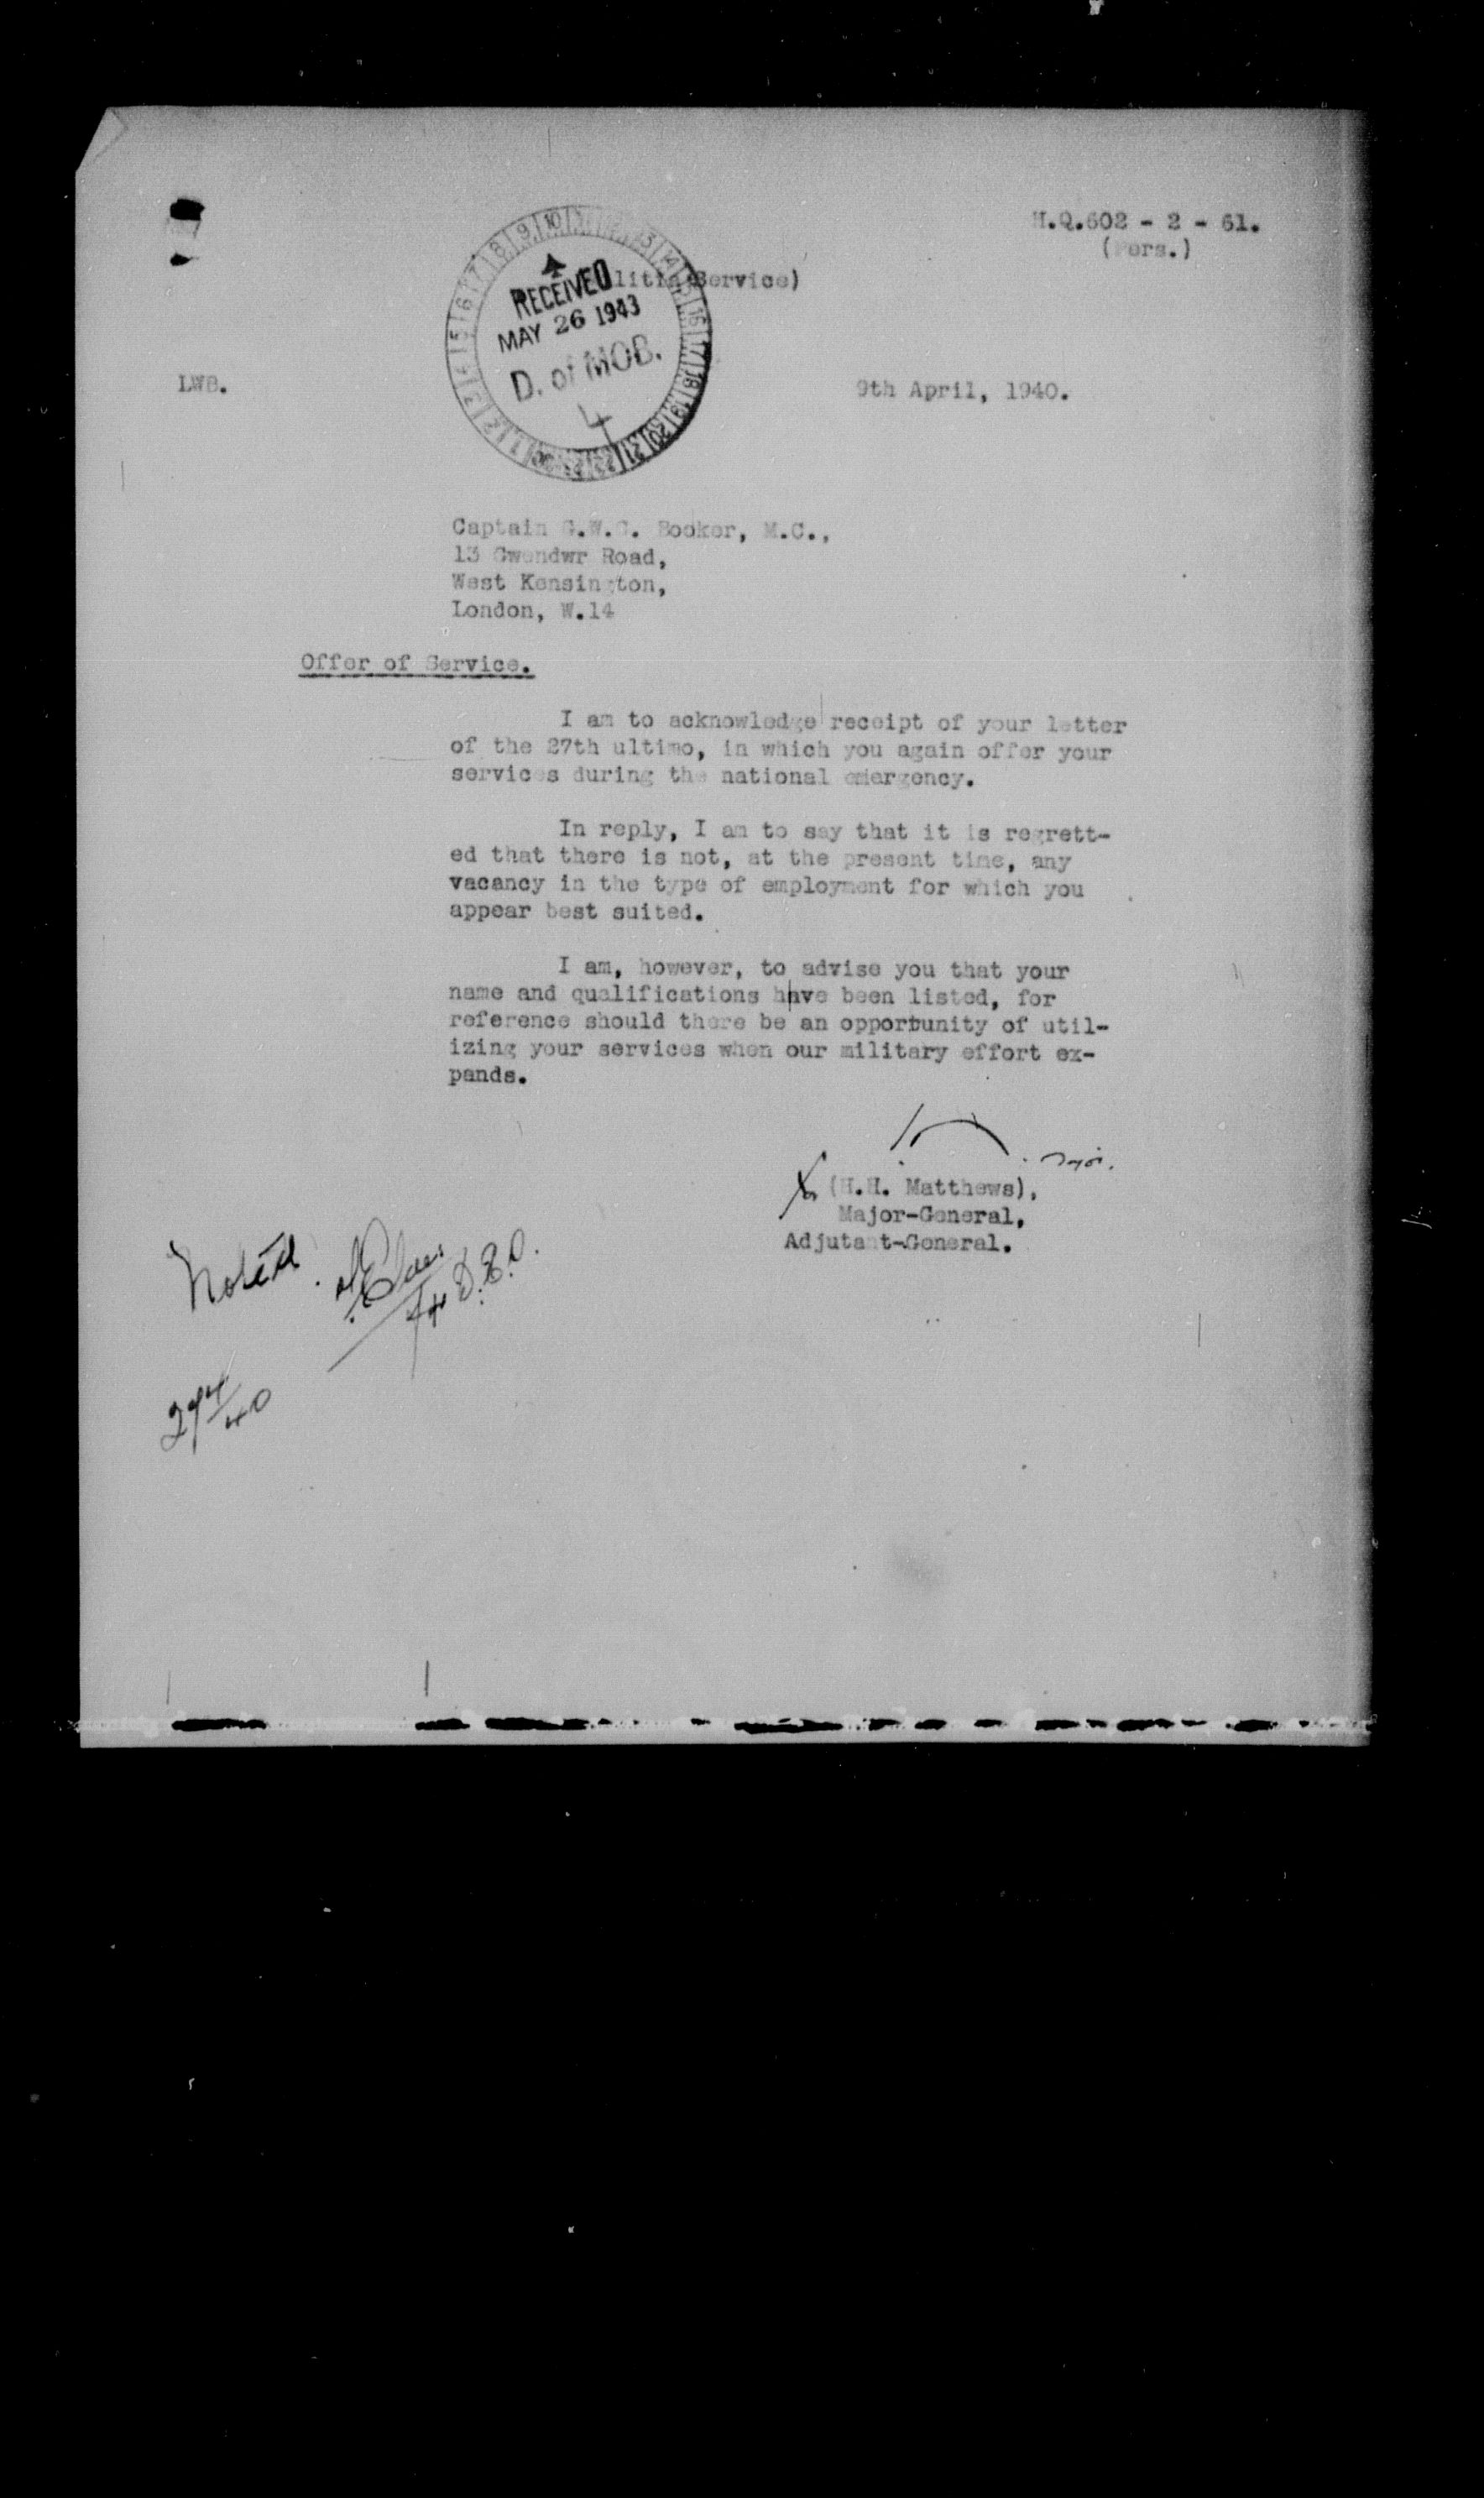 H.Q.602 - 2 - 61.
(Pers.)
Service)
RECEIVED
MAY 26 1943
D. of MOB.
4
LWB.
9th April, 1940.
Captain G.W.C. Booker, M.C.,
13 Gwendwr Road,
West Kensington,
London, W.14
Offer of Service.
I am to acknowledge receipt of your letter
of the 27th ultimo, in which you again offer your
services during the national emergency.
In reply, I am to say that it is regrett-
ed that there is not, at the present time, any
vacancy in the type of employment for which you
appear best suited.
I am, however, to advise you that your
name and qualifications have been listed, for
reference should there be an opportunity of util-
izing your services when our military effort ex-
pands.
Major.
(H.H. Matthews),
Major-General,
Adjutant-General.
Noted